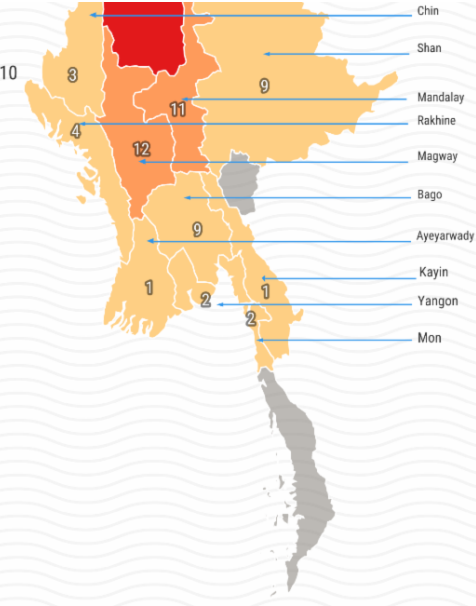 Chin
Shan
10
3
9
Mandalay
11
Rakhine
4
12
Magway
Bago
9
Ayeyarwady
Kayin
1
1
Yangon
2
2
Mon